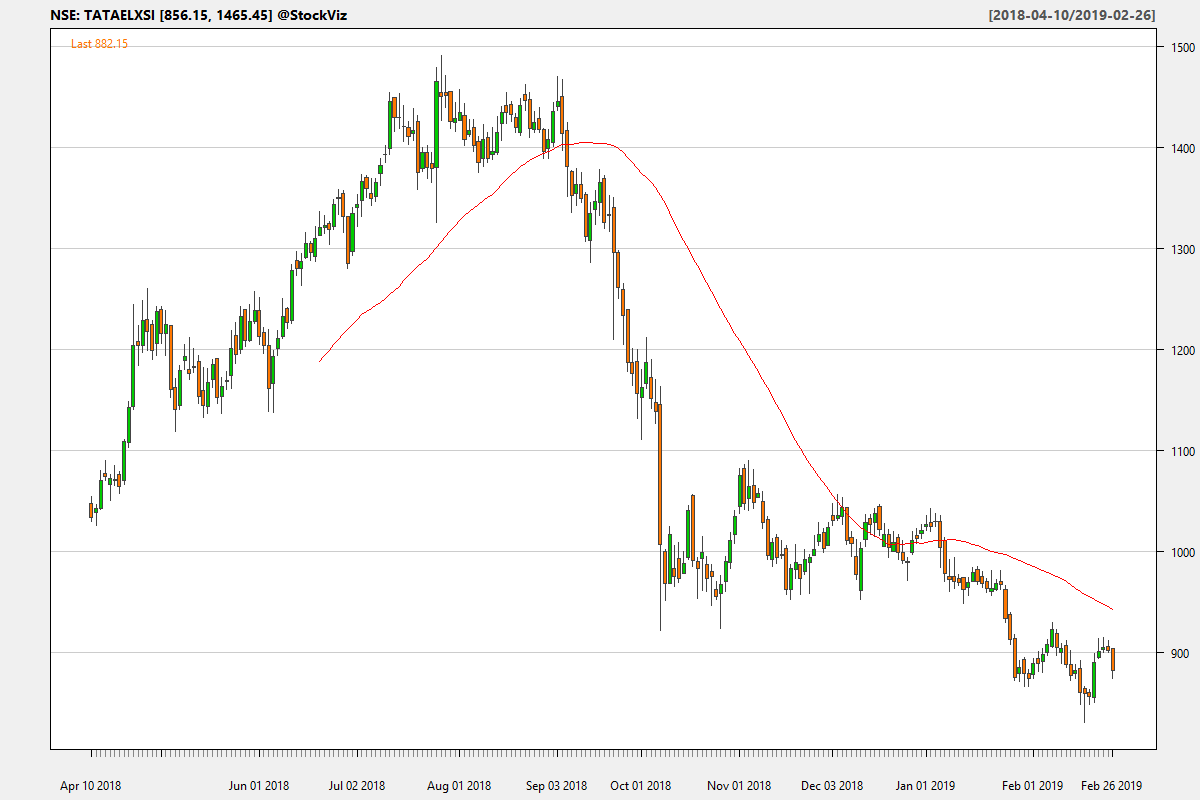 NSE: TATAELXSI [856.15, 1465.45] @StockViz
[2018-04-10/2019-02-26]
Last 882.15
1500
1400
1300
1200
1100
1000
900
Apr 10 2018 Jun 01 2018 Jul 02 2018 Aug 01 2018 Sep 03 2018 Oct 01 2018 Nov 01 2018 Dec 03 2018 Jan 01 2019 Feb 01 2019 Feb 26 2019